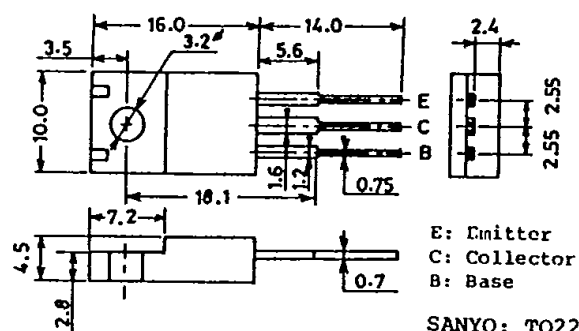 16.0
14.0
3.5
3.2ø
5.6
2.4
10.0
E
C
B
2.55
2.55
1.6
1.2
0.75
18.1
7.2
4.5
2.8
0.7
E: Emitter
C: Collector
B: Base
SANYO: TO22